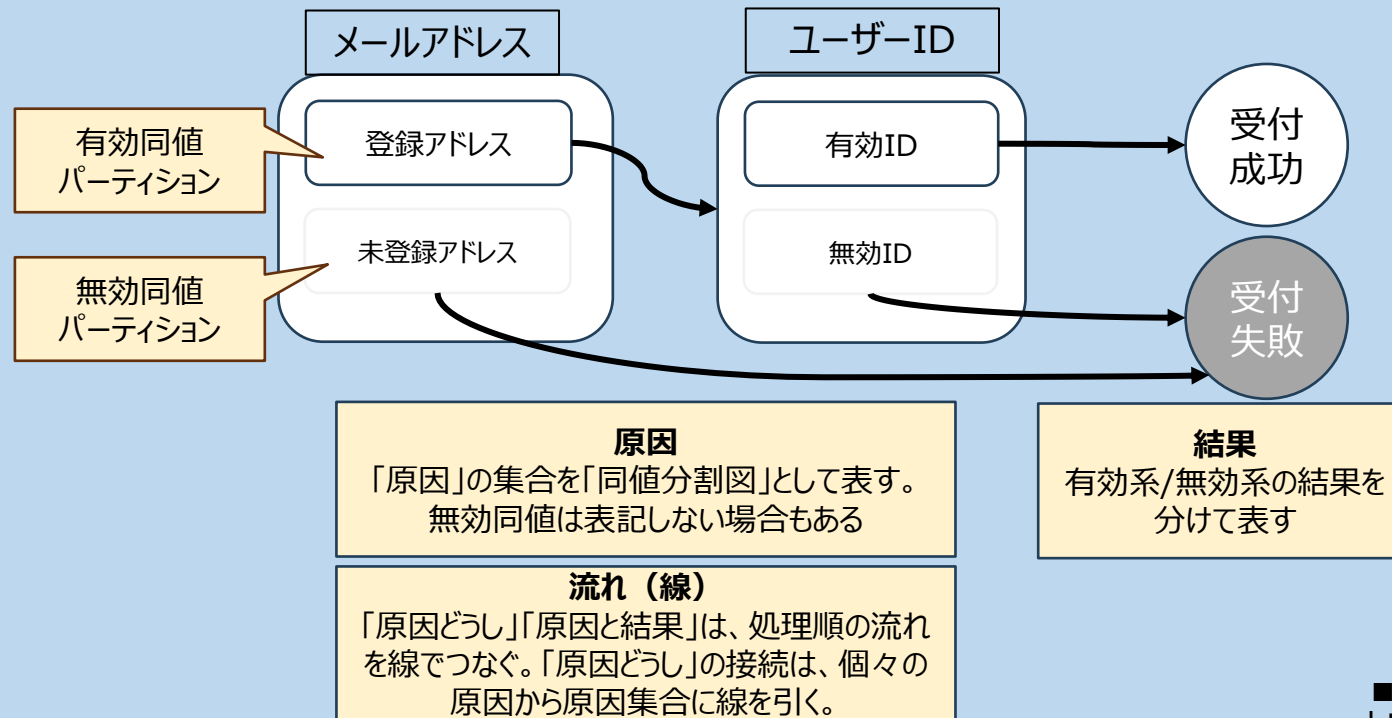 メールアドレス
ユーザーID
有効同値
パーティション
登録アドレス
有効ID
受付
成功
無効同値
パーティション
未登録アドレス
無効ID
受付
失敗
原因
「原因」の集合を「同値分割図」として表す。
無効同値は表記しない場合もある
結果
有効系/無効系の結果を
分けて表す
流れ（線）
「原因どうし」「原因と結果」は、処理順の流れ
を線でつなぐ。「原因どうし」の接続は、個々の
原因から原因集合に線を引く。